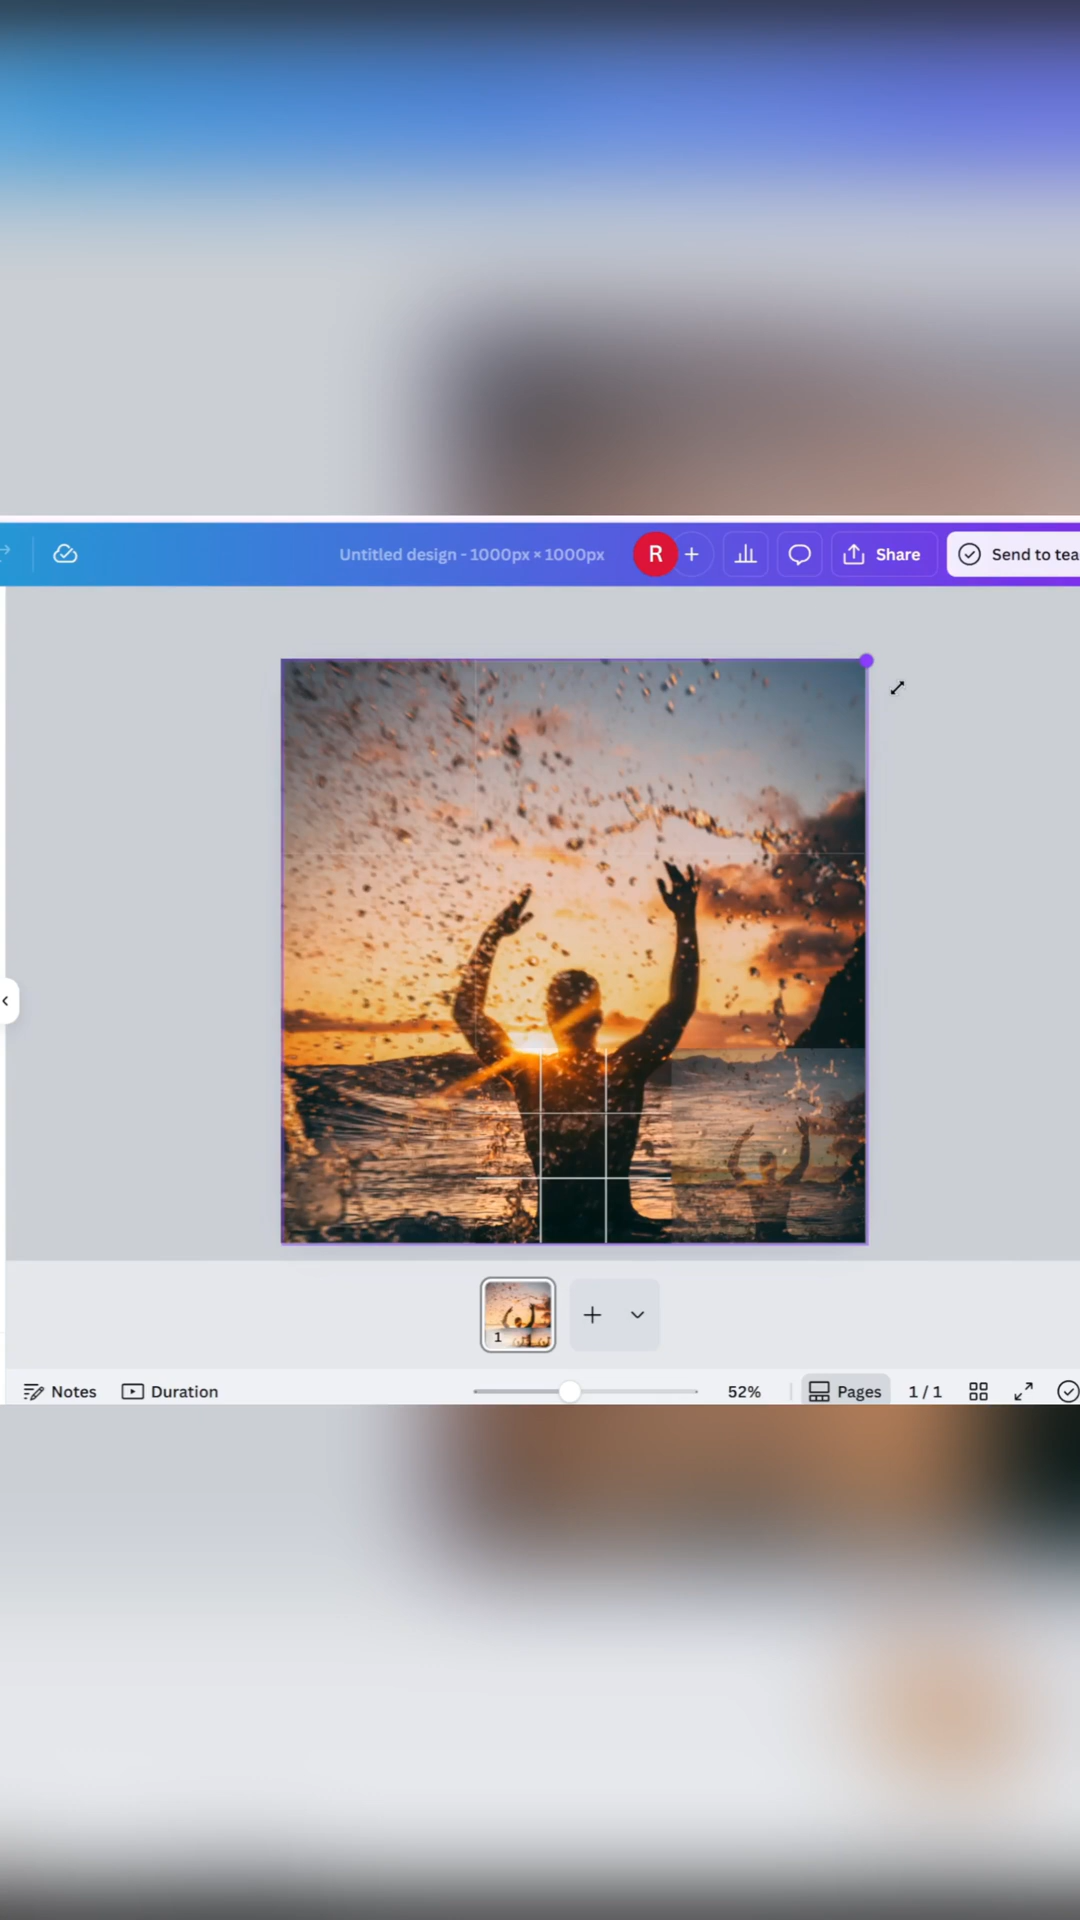 Untitled design - 1000px × 1000px
R
Share
Send to tea
1
Notes
Duration
52%
Pages
1 / 1